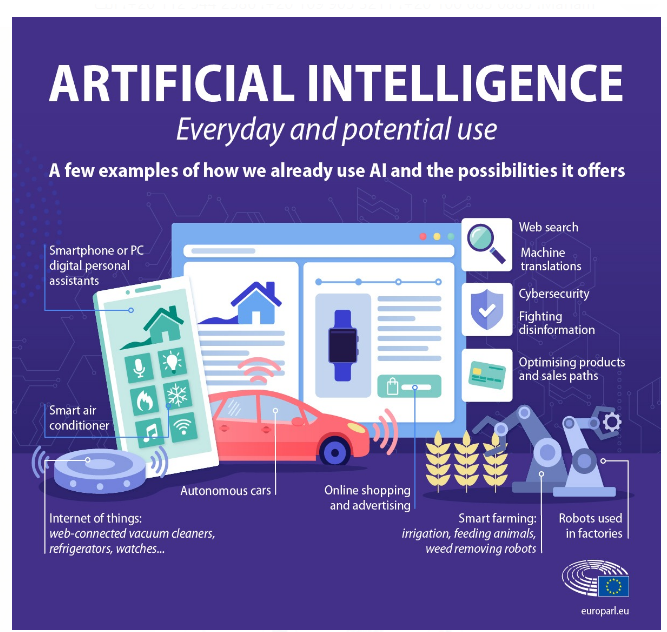 ARTIFICIAL INTELLIGENCE
Everyday and potential use
A few examples of how we already use AI and the possibilities it offers
Smartphone or PC
digital personal
assistants
Web search
Machine
translations
Cybersecurity
Fighting
disinformation
Optimising products
and sales paths
Smart air
conditioner
Autonomous cars
Online shopping
and advertising
Internet of things:
web-connected vacuum cleaners,
refrigerators, watches...
Smart farming:
irrigation, feeding animals,
weed removing robots
Robots used
in factories
europarl.eu